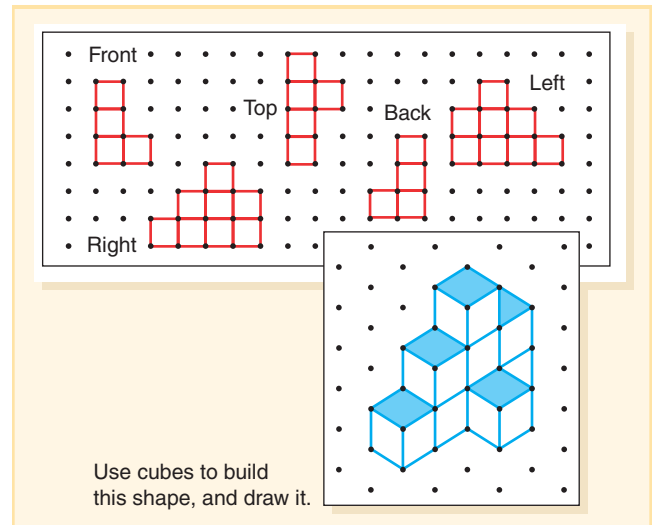 Front
Left
Top
Back
Right
Use cubes to build
this shape, and draw it.